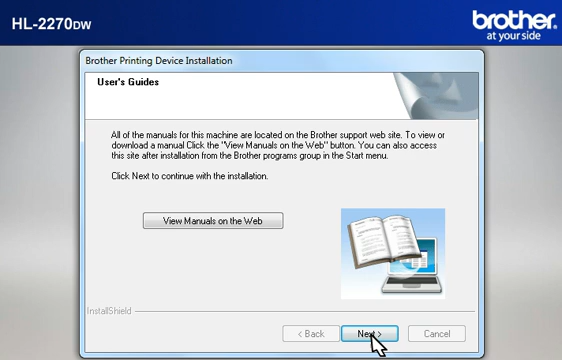 HL-2270DW
brother
at your side
Brother Printing Device Installation
User's Guides
All of the manuals for this machine are located on the Brother support web site. To view or
download a manual Click the "View Manuals on the Web" button. You can also access
this site after installation from the Brother programs group in the Start menu.
Click Next to continue with the installation.
View Manuals on the Web
InstallShield
< Back
Next >
Cancel